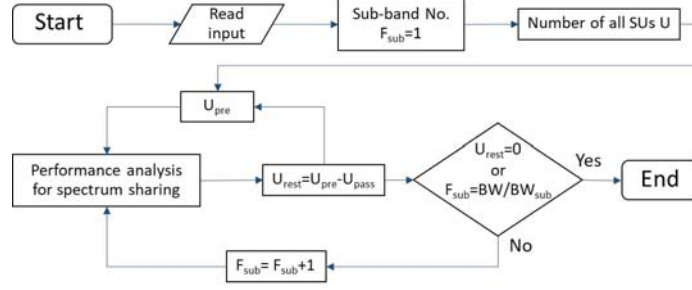 Start
Read
input
Sub-band No.
F_sub=1
Number of all SUs U
U_pre
Performance analysis
for spectrum sharing
U_rest=U_pre-U_pass
U_rest=0
or
F_sub=BW/BW_sub
Yes
End
No
F_sub= F_sub+1